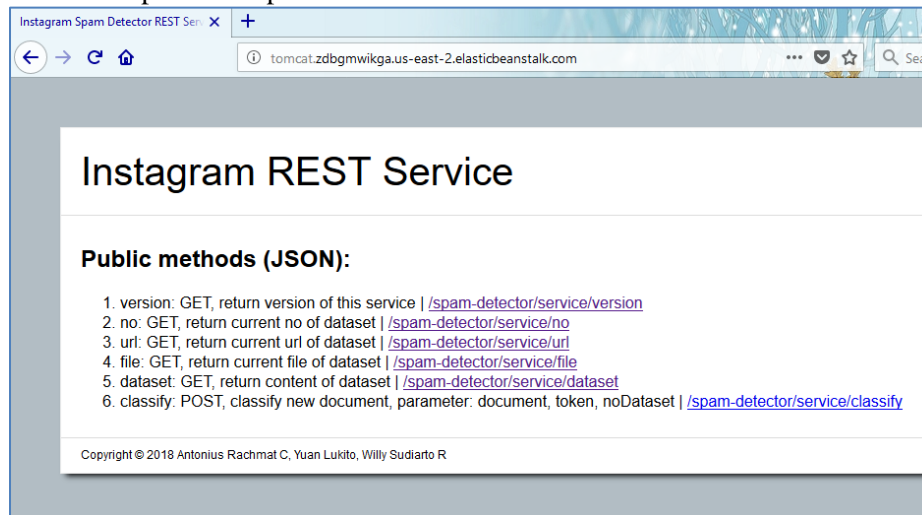 Instagram Spam Detector REST Ser
tomcat.zdbgmwikga.us-east-2.elasticbeanstalk.com
Instagram REST Service
Public methods (JSON):
1. version: GET, return version of this service | /spam-detector/service/version
2. no: GET, return current no of dataset | /spam-detector/service/no
3. url: GET, return current url of dataset | /spam-detector/service/url
4. file: GET, return current file of dataset | /spam-detector/service/file
5. dataset: GET, return content of dataset | /spam-detector/service/dataset
6. classify: POST, classify new document, parameter: document, token, noDataset | /spam-detector/service/classify
Copyright © 2018 Antonius Rachmat C, Yuan Lukito, Willy Sudiarto R